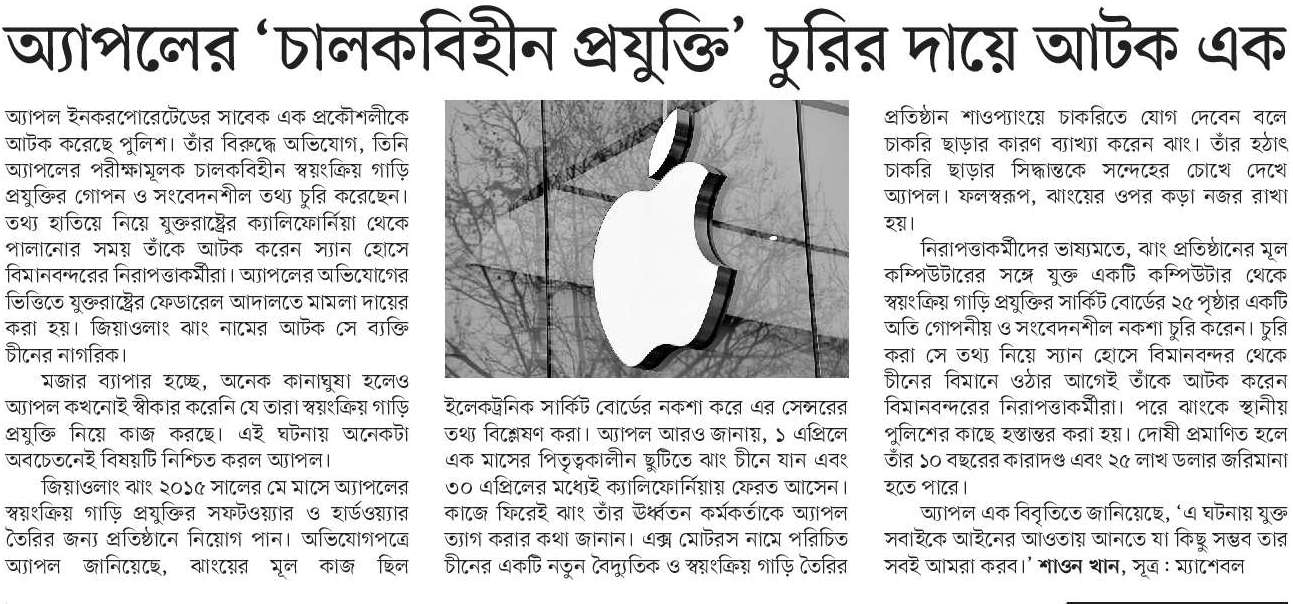 অ্যাপলের ‘চালকবিহীন প্রযুক্তি’ চুরির দায়ে আটক এক
অ্যাপল ইনকরপোরেটেডের সাবেক এক প্রকৌশলীকে
আটক করেছে পুলিশ। তাঁর বিরুদ্ধে অভিযোগ, তিনি
অ্যাপলের পরীক্ষামূলক চালকবিহীন স্বয়ংক্রিয় গাড়ি
প্রযুক্তির গোপন ও সংবেদনশীল তথ্য চুরি করেছেন।
তথ্য হাতিয়ে নিয়ে যুক্তরাষ্ট্রের ক্যালিফোর্নিয়া থেকে
পালানোর সময় তাঁকে আটক করেন স্যান হোসে
বিমানবন্দরের নিরাপত্তাকর্মীরা। অ্যাপলের অভিযোগের
ভিত্তিতে যুক্তরাষ্ট্রের ফেডারেল আদালতে মামলা দায়ের
করা হয়। জিয়াওলাং ঝাং নামের আটক সে ব্যক্তি
চীনের নাগরিক।
মজার ব্যাপার হচ্ছে, অনেক কানাঘুষা হলেও
অ্যাপল কখনোই স্বীকার করেনি যে তারা স্বয়ংক্রিয় গাড়ি
প্রযুক্তি নিয়ে কাজ করছে। এই ঘটনায় অনেকটা
অবচেতনেই বিষয়টি নিশ্চিত করল অ্যাপল।
জিয়াওলাং ঝাং ২০১৫ সালের মে মাসে অ্যাপলের
স্বয়ংক্রিয় গাড়ি প্রযুক্তির সফটওয়্যার ও হার্ডওয়্যার
তৈরির জন্য প্রতিষ্ঠানে নিয়োগ পান। অভিযোগপত্রে
অ্যাপল জানিয়েছে, ঝাংয়ের মূল কাজ ছিল
ইলেকট্রনিক সার্কিট বোর্ডের নকশা করে এর সেন্সরের
তথ্য বিশ্লেষণ করা। অ্যাপল আরও জানায়, ১ এপ্রিলে
এক মাসের পিতৃত্বকালীন ছুটিতে ঝাং চীনে যান এবং
৩০ এপ্রিলের মধ্যেই ক্যালিফোর্নিয়ায় ফেরত আসেন।
কাজে ফিরেই ঝাং তাঁর ঊর্ধ্বতন কর্মকর্তাকে অ্যাপল
ত্যাগ করার কথা জানান। এক্স মোটরস নামে পরিচিত
চীনের একটি নতুন বৈদ্যুতিক ও স্বয়ংক্রিয় গাড়ি তৈরির
প্রতিষ্ঠান শাওপ্যাংয়ে চাকরিতে যোগ দেবেন বলে
চাকরি ছাড়ার কারণ ব্যাখ্যা করেন ঝাং। তাঁর হঠাৎ
চাকরি ছাড়ার সিদ্ধান্তকে সন্দেহের চোখে দেখে
অ্যাপল। ফলস্বরূপ, ঝাংয়ের ওপর কড়া নজর রাখা
হয়।
নিরাপত্তাকর্মীদের ভাষ্যমতে, ঝাং প্রতিষ্ঠানের মূল
কম্পিউটারের সঙ্গে যুক্ত একটি কম্পিউটার থেকে
স্বয়ংক্রিয় গাড়ি প্রযুক্তির সার্কিট বোর্ডের ২৫ পৃষ্ঠার একটি
অতি গোপনীয় ও সংবেদনশীল নকশা চুরি করেন। চুরি
করা সে তথ্য নিয়ে স্যান হোসে বিমানবন্দর থেকে
চীনের বিমানে ওঠার আগেই তাঁকে আটক করেন
বিমানবন্দরের নিরাপত্তাকর্মীরা। পরে ঝাংকে স্থানীয়
পুলিশের কাছে হস্তান্তর করা হয়। দোষী প্রমাণিত হলে
তাঁর ১০ বছরের কারাদণ্ড এবং ২৫ লাখ ডলার জরিমানা
হতে পারে।
অ্যাপল এক বিবৃতিতে জানিয়েছে, ‘এ ঘটনায় যুক্ত
সবাইকে আইনের আওতায় আনতে যা কিছু সম্ভব তার
সবই আমরা করব।’ শাওন খান, সূত্র : ম্যাশেবল